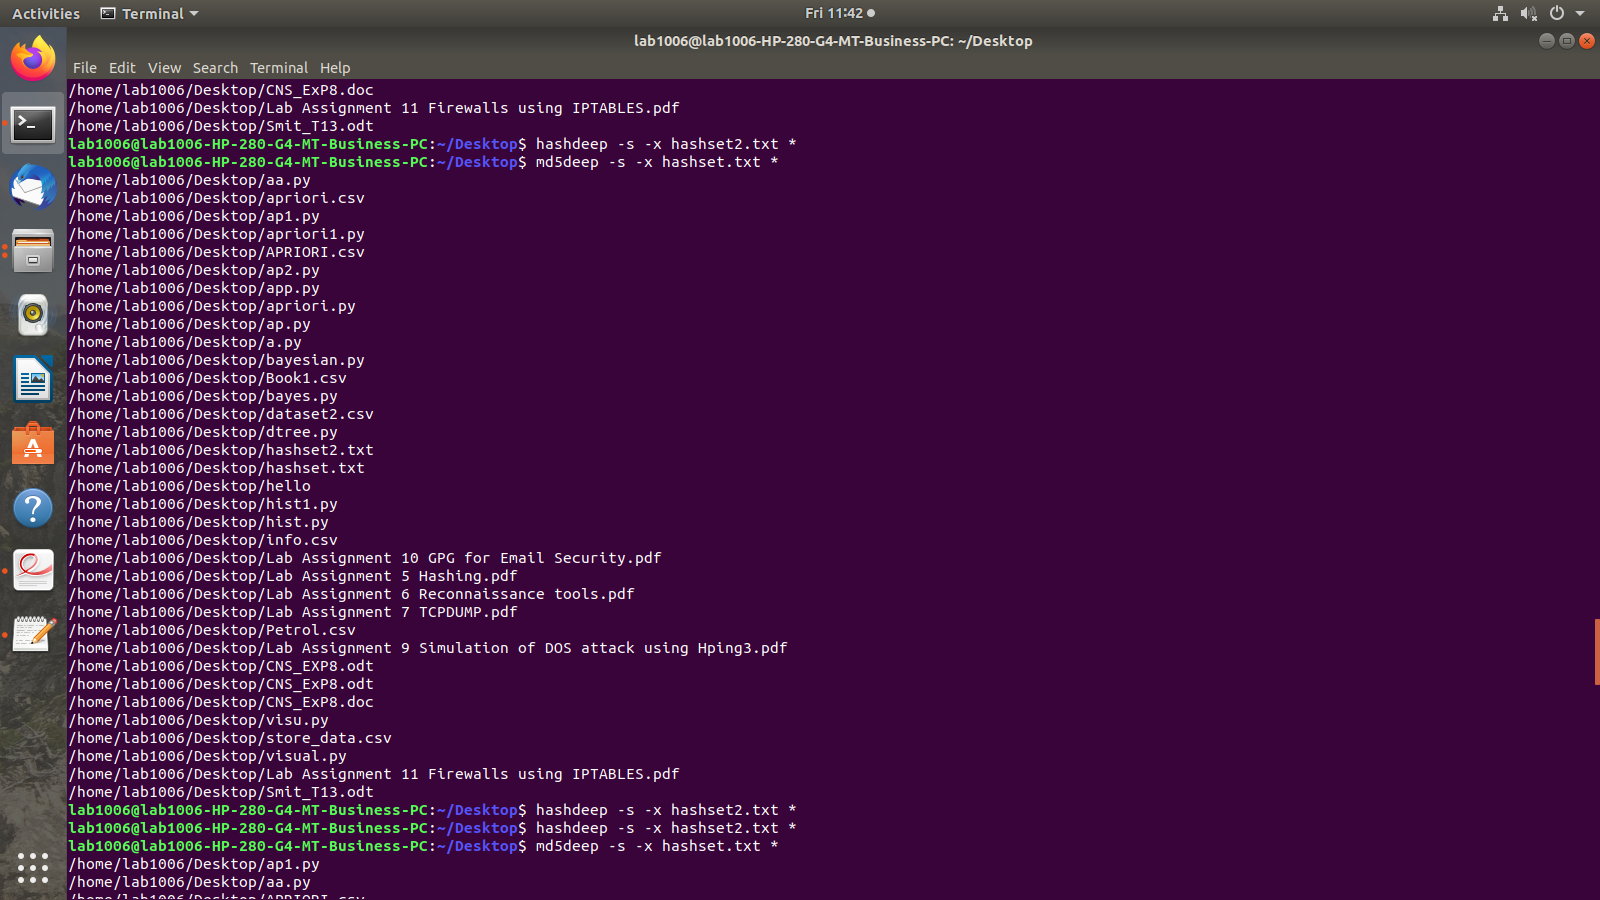 Activities
Terminal
Fri 11:42
lab1006@lab1006-HP-280-G4-MT-Business-PC: ~/Desktop
File Edit View Search Terminal Help
/home/lab1006/Desktop/CNS_ExP8.doc
/home/lab1006/Desktop/Lab Assignment 11 Firewalls using IPTABLES.pdf
/home/lab1006/Desktop/Smit_T13.odt
lab1006@lab1006-HP-280-G4-MT-Business-PC:~/Desktop$ hashdeep -s -x hashset2.txt *
lab1006@lab1006-HP-280-G4-MT-Business-PC:~/Desktop$ md5deep -s -x hashset.txt *
/home/lab1006/Desktop/aa.py
/home/lab1006/Desktop/apriori.csv
/home/lab1006/Desktop/ap1.py
/home/lab1006/Desktop/apriori1.py
/home/lab1006/Desktop/APRIORI.csv
/home/lab1006/Desktop/ap2.py
/home/lab1006/Desktop/app.py
/home/lab1006/Desktop/apriori.py
/home/lab1006/Desktop/ap.py
/home/lab1006/Desktop/a.py
/home/lab1006/Desktop/bayesian.py
/home/lab1006/Desktop/Book1.csv
/home/lab1006/Desktop/bayes.py
/home/lab1006/Desktop/dataset2.csv
/home/lab1006/Desktop/dtree.py
/home/lab1006/Desktop/hashset2.txt
/home/lab1006/Desktop/hashset.txt
/home/lab1006/Desktop/hello
/home/lab1006/Desktop/hist1.py
/home/lab1006/Desktop/hist.py
/home/lab1006/Desktop/info.csv
/home/lab1006/Desktop/Lab Assignment 10 GPG for Email Security.pdf
/home/lab1006/Desktop/Lab Assignment 5 Hashing.pdf
/home/lab1006/Desktop/Lab Assignment 6 Reconnaissance tools.pdf
/home/lab1006/Desktop/Lab Assignment 7 TCPDUMP.pdf
/home/lab1006/Desktop/Petrol.csv
/home/lab1006/Desktop/Lab Assignment 9 Simulation of DOS attack using Hping3.pdf
/home/lab1006/Desktop/CNS_EXP8.odt
/home/lab1006/Desktop/CNS_ExP8.odt
/home/lab1006/Desktop/CNS_ExP8.doc
/home/lab1006/Desktop/visu.py
/home/lab1006/Desktop/store_data.csv
/home/lab1006/Desktop/visual.py
/home/lab1006/Desktop/Lab Assignment 11 Firewalls using IPTABLES.pdf
/home/lab1006/Desktop/Smit_T13.odt
lab1006@lab1006-HP-280-G4-MT-Business-PC:~/Desktop$ hashdeep -s -x hashset2.txt *
lab1006@lab1006-HP-280-G4-MT-Business-PC:~/Desktop$ hashdeep -s -x hashset2.txt *
lab1006@lab1006-HP-280-G4-MT-Business-PC:~/Desktop$ md5deep -s -x hashset.txt *
/home/lab1006/Desktop/ap1.py
/home/lab1006/Desktop/aa.py
/home/lab1006/Desktop/APRIORI.csv